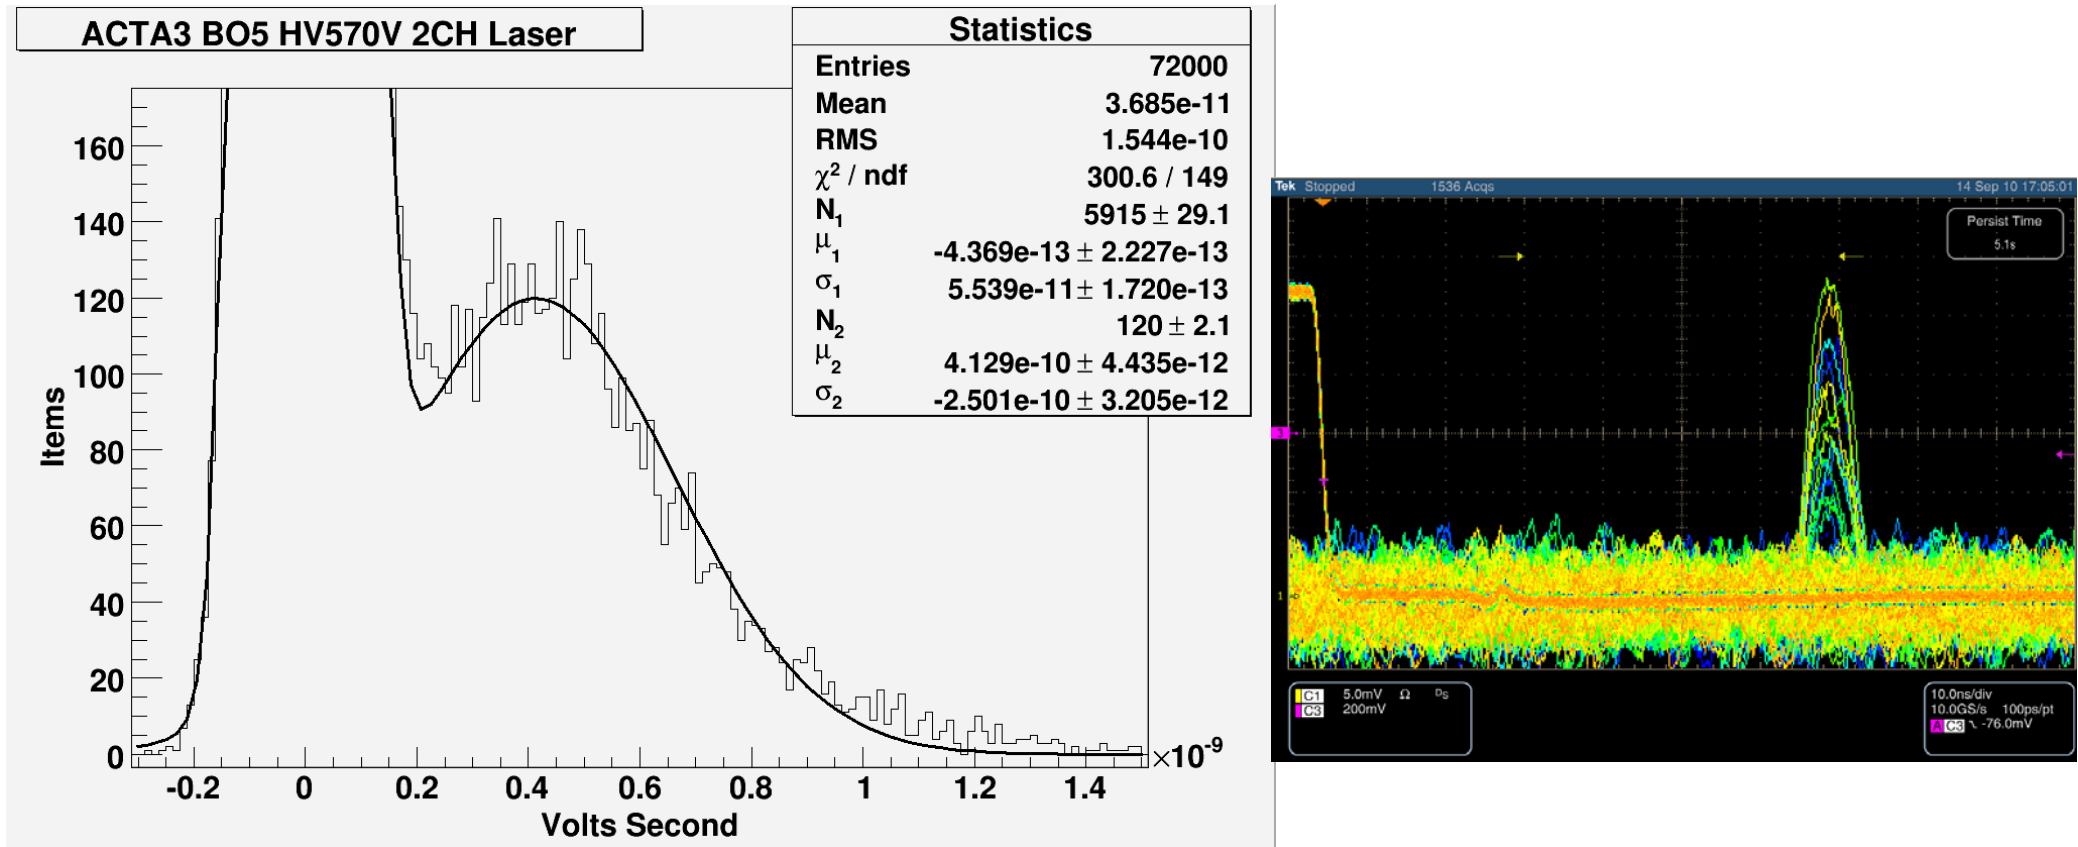 ACTA3 BO5 HV570V 2CH Laser
Statistics
Entries 72000
Mean 3.685e-11
RMS 1.544e-10
χ² / ndf 300.6 / 149
N₁ 5915 ± 29.1
μ₁ -4.369e-13 ± 2.227e-13
σ₁ 5.539e-11 ± 1.720e-13
N₂ 120 ± 2.1
μ₂ 4.129e-10 ± 4.435e-12
σ₂ -2.501e-10 ± 3.205e-12
Items
160
140
120
100
80
60
40
20
0
-0.2 0 0.2 0.4 0.6 0.8 1 1.2 1.4
×10⁻⁹
Volts Second
Tek Stopped 1536 Acqs 14 Sep 10 17:05:01
Persist Time
5.1s
3
1
C1 5.0mV Ω Ds
C3 200mV
10.0ns/div
10.0GS/s 100ps/pt
A C3 -76.0mV